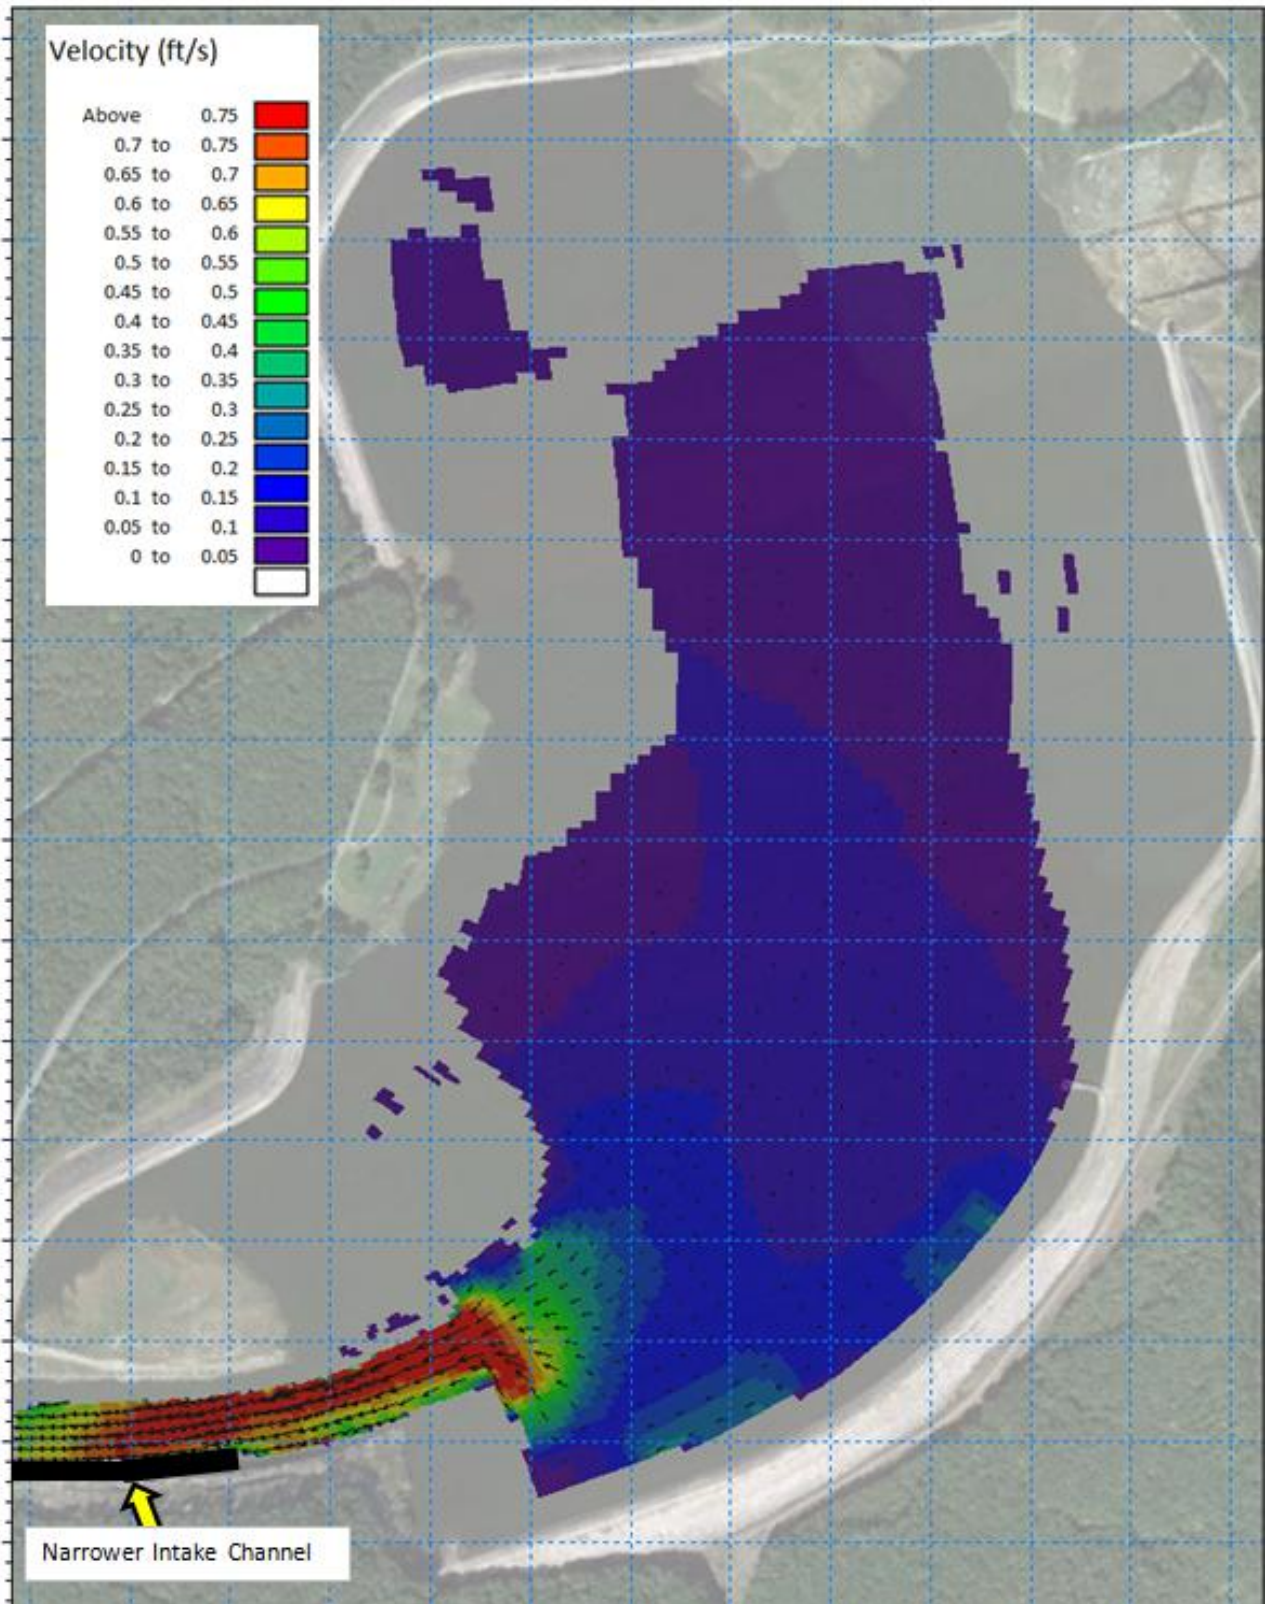 Velocity (ft/s)
Above 0.75
0.7 to 0.75
0.65 to 0.7
0.6 to 0.65
0.55 to 0.6
0.5 to 0.55
0.45 to 0.5
0.4 to 0.45
0.35 to 0.4
0.3 to 0.35
0.25 to 0.3
0.2 to 0.25
0.15 to 0.2
0.1 to 0.15
0.05 to 0.1
0 to 0.05
Narrower Intake Channel